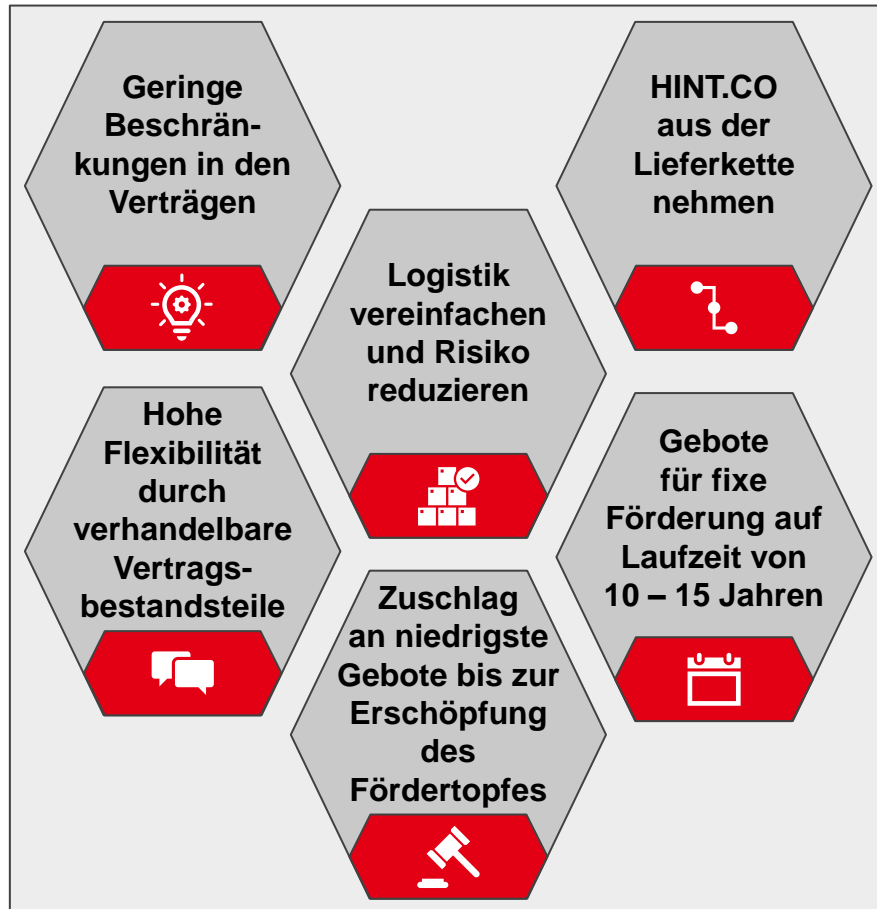 Geringe
Beschrän-
kungen in den
Verträgen
HINT.CO
aus der
Lieferkette
nehmen
Logistik
vereinfachen
und Risiko
reduzieren
Hohe
Flexibilität
durch
verhandelbare
Vertrags-
bestandsteile
Gebote
für fixe
Förderung auf
Laufzeit von
10 – 15 Jahren
Zuschlag
an niedrigste
Gebote bis zur
Erschöpfung
des
Fördertopfes